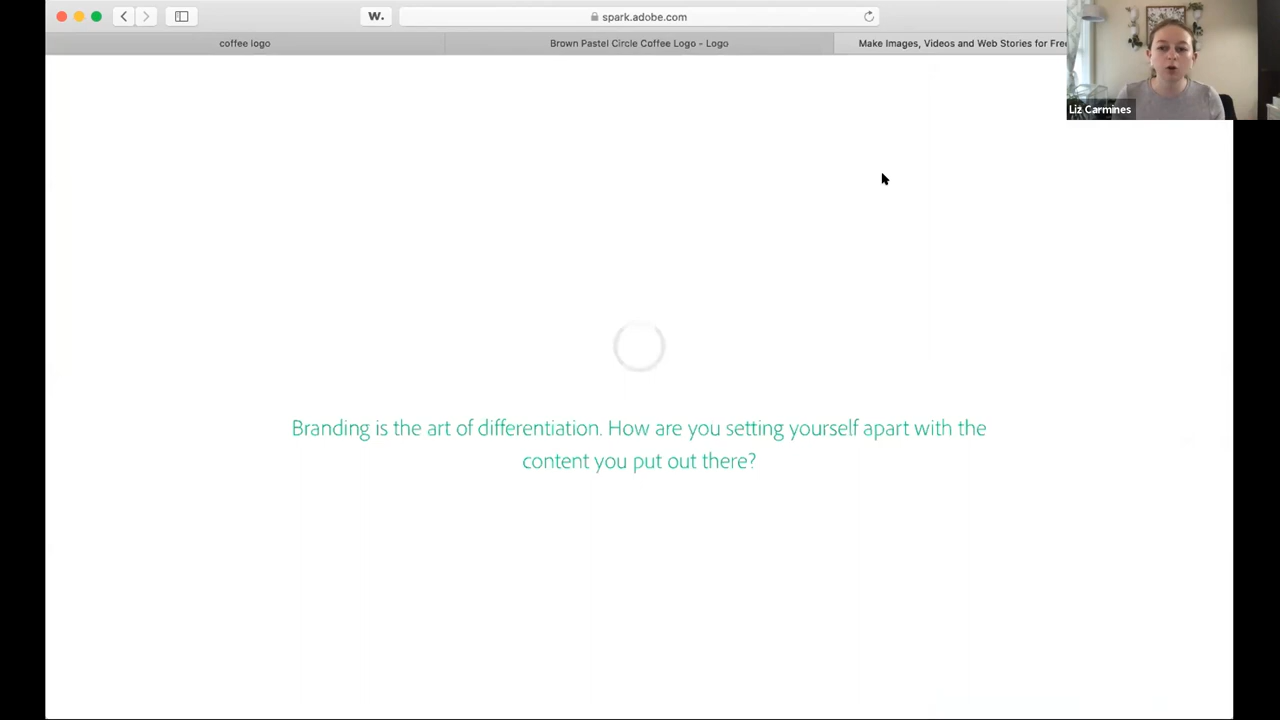 W.
spark.adobe.com
coffee logo
Brown Pastel Circle Coffee Logo - Logo
Make Images, Videos and Web Stories for Free
Liz Carmines
Branding is the art of differentiation. How are you setting yourself apart with the
content you put out there?